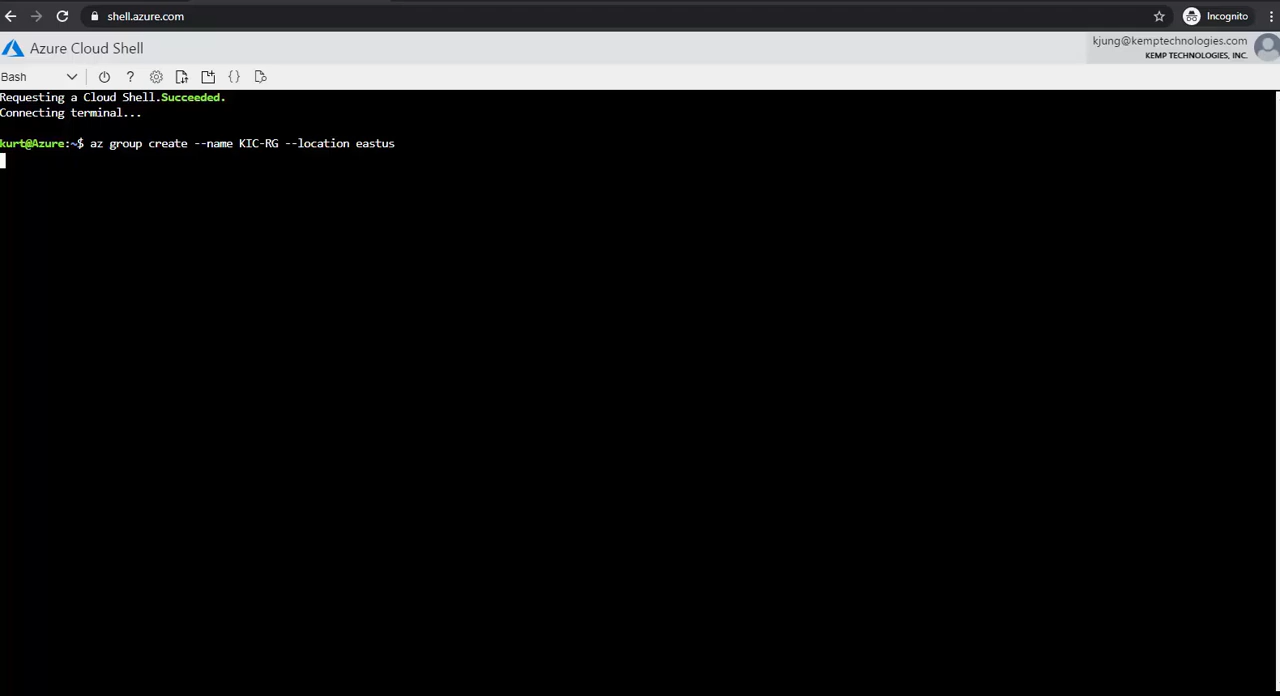 shell.azure.com
Incognito
Azure Cloud Shell
kjung@kemptechnologies.com
KEMP TECHNOLOGIES, INC.
Bash
Requesting a Cloud Shell.Succeeded.
Connecting terminal...
kurt@Azure:~$ az group create --name KIC-RG --location eastus